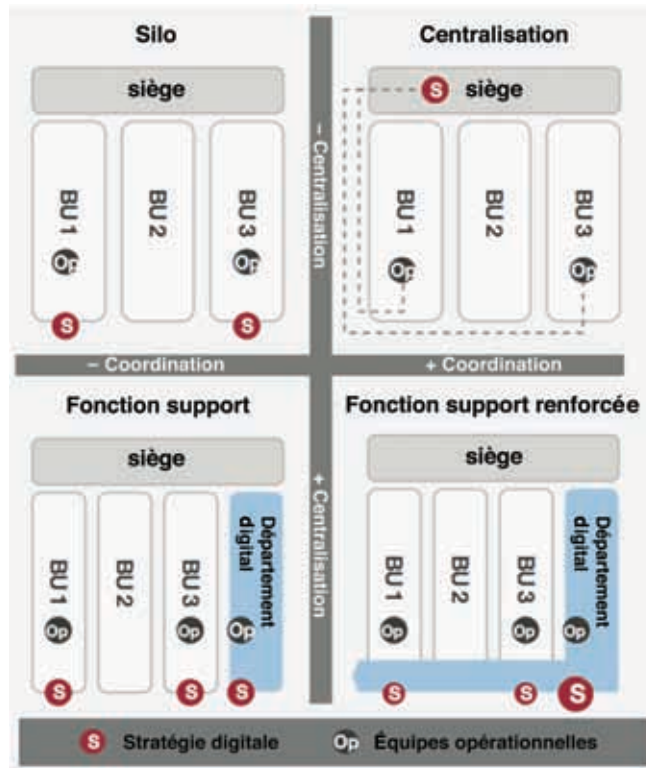 Silo
siège
BU 1
Op
S
BU 2
BU 3
Op
S
Centralisation
S
siège
BU 1
Op
BU 2
BU 3
Op
– Centralisation
– Coordination
+ Coordination
+ Centralisation
Fonction support
siège
BU 1
Op
S
BU 2
BU 3
Op
S
Département
digital
Op
S
Fonction support renforcée
siège
BU 1
Op
S
BU 2
BU 3
Op
S
Département
digital
Op
S
S Stratégie digitale
Op Équipes opérationnelles